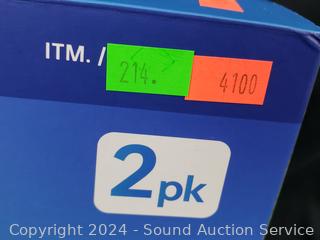 ITM. /
214. 4100
2pk
Copyright © 2024 - Sound Auction Service